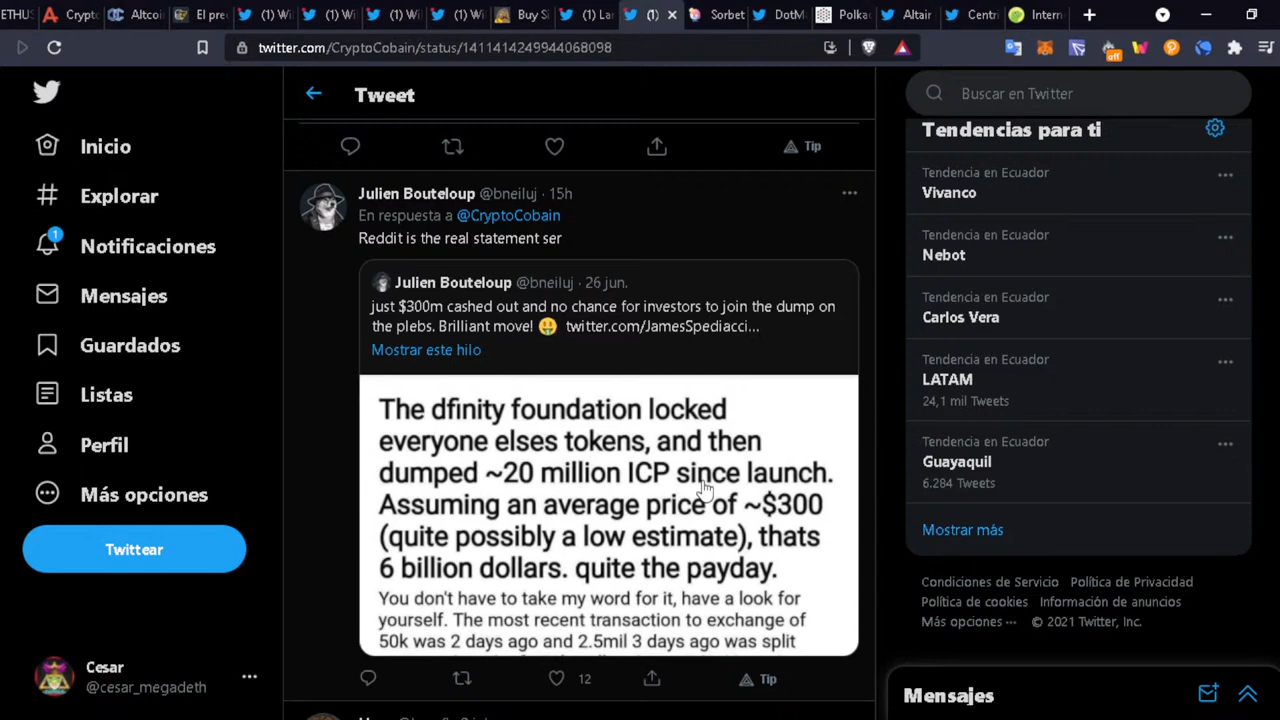 ETHUS
Crypto
Altcoi
El pre
(1) Wi
(1) Wi
(1) Wi
(1) Wi
Buy Si
(1) Lar
(1)
Sorbet
DotM
Polka
Altair
Centri
Intern
twitter.com/CryptoCobain/status/1411414249944068098
off
Tweet
Buscar en Twitter
Inicio
Explorar
1
Notificaciones
Mensajes
Guardados
Listas
Perfil
Más opciones
Twittear
Cesar
@cesar_megadeth
Tip
Julien Bouteloup @bneiluj · 15h
En respuesta a @CryptoCobain
Reddit is the real statement ser
Julien Bouteloup @bneiluj · 26 jun.
just $300m cashed out and no chance for investors to join the dump on
the plebs. Brilliant move! 🤑 twitter.com/JamesSpediacci…
Mostrar este hilo
The dfinity foundation locked
everyone elses tokens, and then
dumped ~20 million ICP since launch.
Assuming an average price of ~$300
(quite possibly a low estimate), thats
6 billion dollars. quite the payday.
You don't have to take my word for it, have a look for
yourself. The most recent transaction to exchange of
50k was 2 days ago and 2.5mil 3 days ago was split
12
Tip
Tendencias para ti
Tendencia en Ecuador
Vivanco
Tendencia en Ecuador
Nebot
Tendencia en Ecuador
Carlos Vera
Tendencia en Ecuador
LATAM
24,1 mil Tweets
Tendencia en Ecuador
Guayaquil
6.284 Tweets
Mostrar más
Condiciones de Servicio Política de Privacidad
Política de cookies Información de anuncios
Más opciones ··· © 2021 Twitter, Inc.
Mensajes